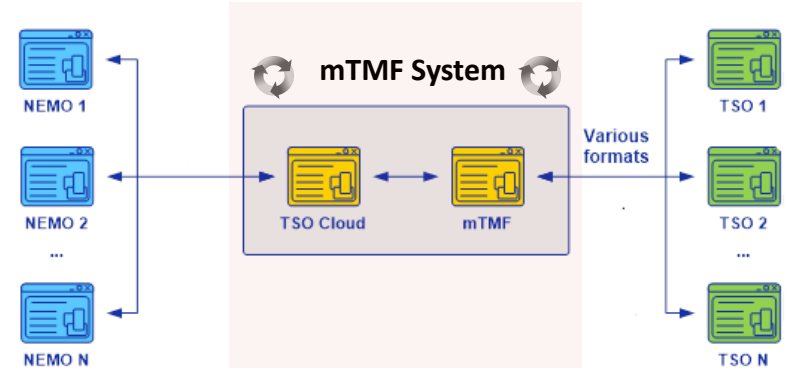 mTMF System
NEMO 1
TSO 1
Various
formats
NEMO 2
TSO Cloud
mTMF
TSO 2
...
...
NEMO N
TSO N